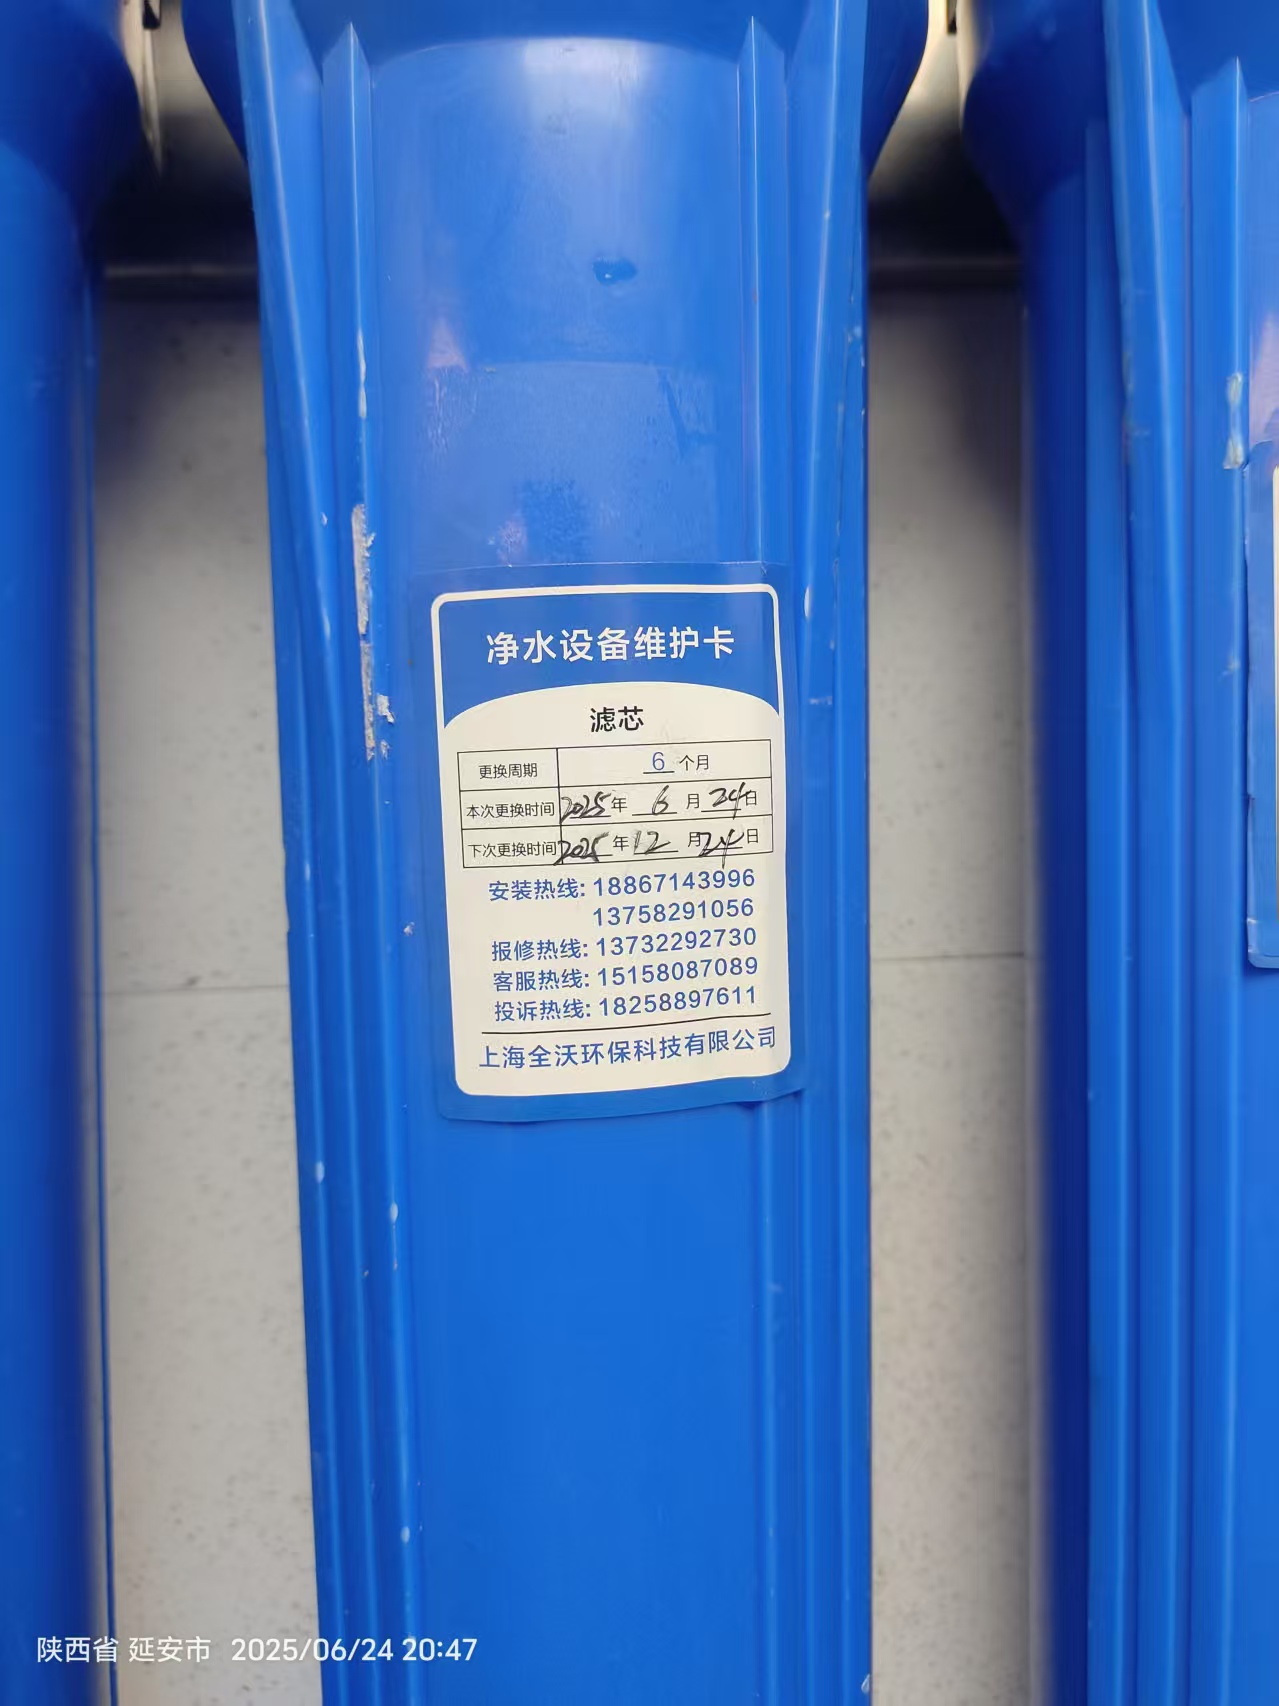 净水设备维护卡
滤芯
更换周期 6 个月
本次更换时间 2025 年 6 月 24 日
下次更换时间 2025 年 12 月 24 日
安装热线: 18867143996
13758291056
报修热线: 13732292730
客服热线: 15158087089
投诉热线: 18258897611
上海全沃环保科技有限公司
陕西省 延安市 2025/06/24 20:47